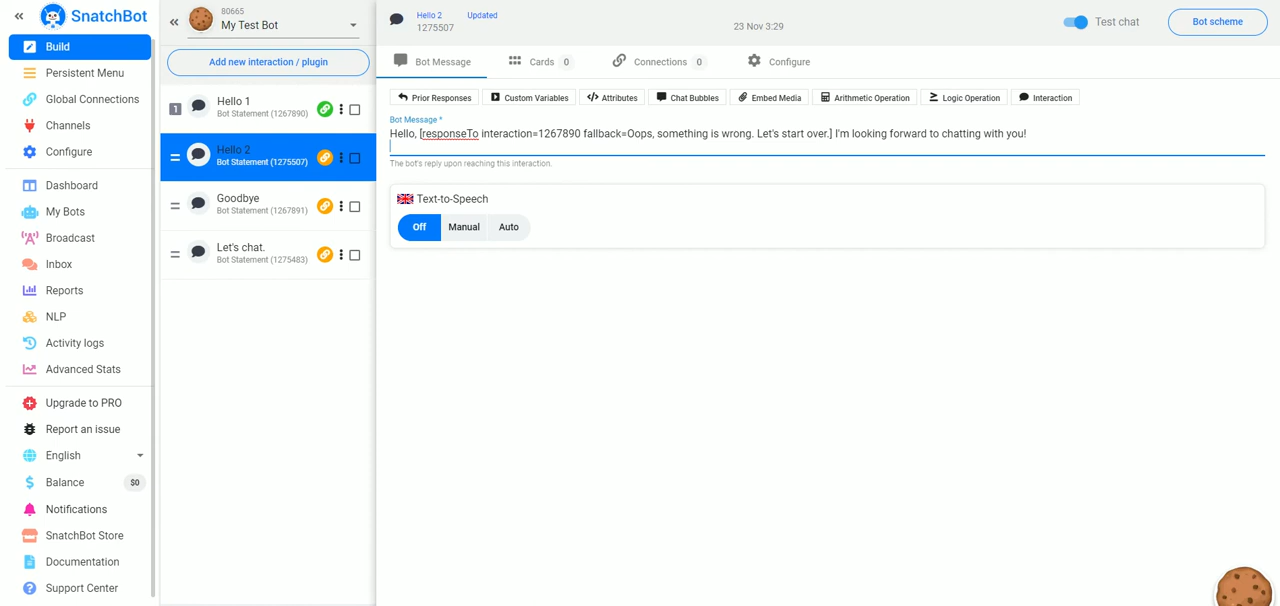 SnatchBot
Build
Persistent Menu
Global Connections
Channels
Configure
Dashboard
My Bots
Broadcast
Inbox
Reports
NLP
Activity logs
Advanced Stats
Upgrade to PRO
Report an issue
English
Balance $0
Notifications
SnatchBot Store
Documentation
Support Center
80665
My Test Bot
Add new interaction / plugin
1
Hello 1
Bot Statement (1267890)
Hello 2
Bot Statement (1275507)
Goodbye
Bot Statement (1267891)
Let's chat.
Bot Statement (1275483)
Hello 2 Updated
1275507
23 Nov 3:29
Test chat
Bot scheme
Bot Message
Cards 0
Connections 0
Configure
Prior Responses
Custom Variables
Attributes
Chat Bubbles
Embed Media
Arithmetic Operation
Logic Operation
Interaction
Bot Message *
Hello, [responseTo interaction=1267890 fallback=Oops, something is wrong. Let's start over.] I'm looking forward to chatting with you!
The bot's reply upon reaching this interaction.
Text-to-Speech
Off Manual Auto